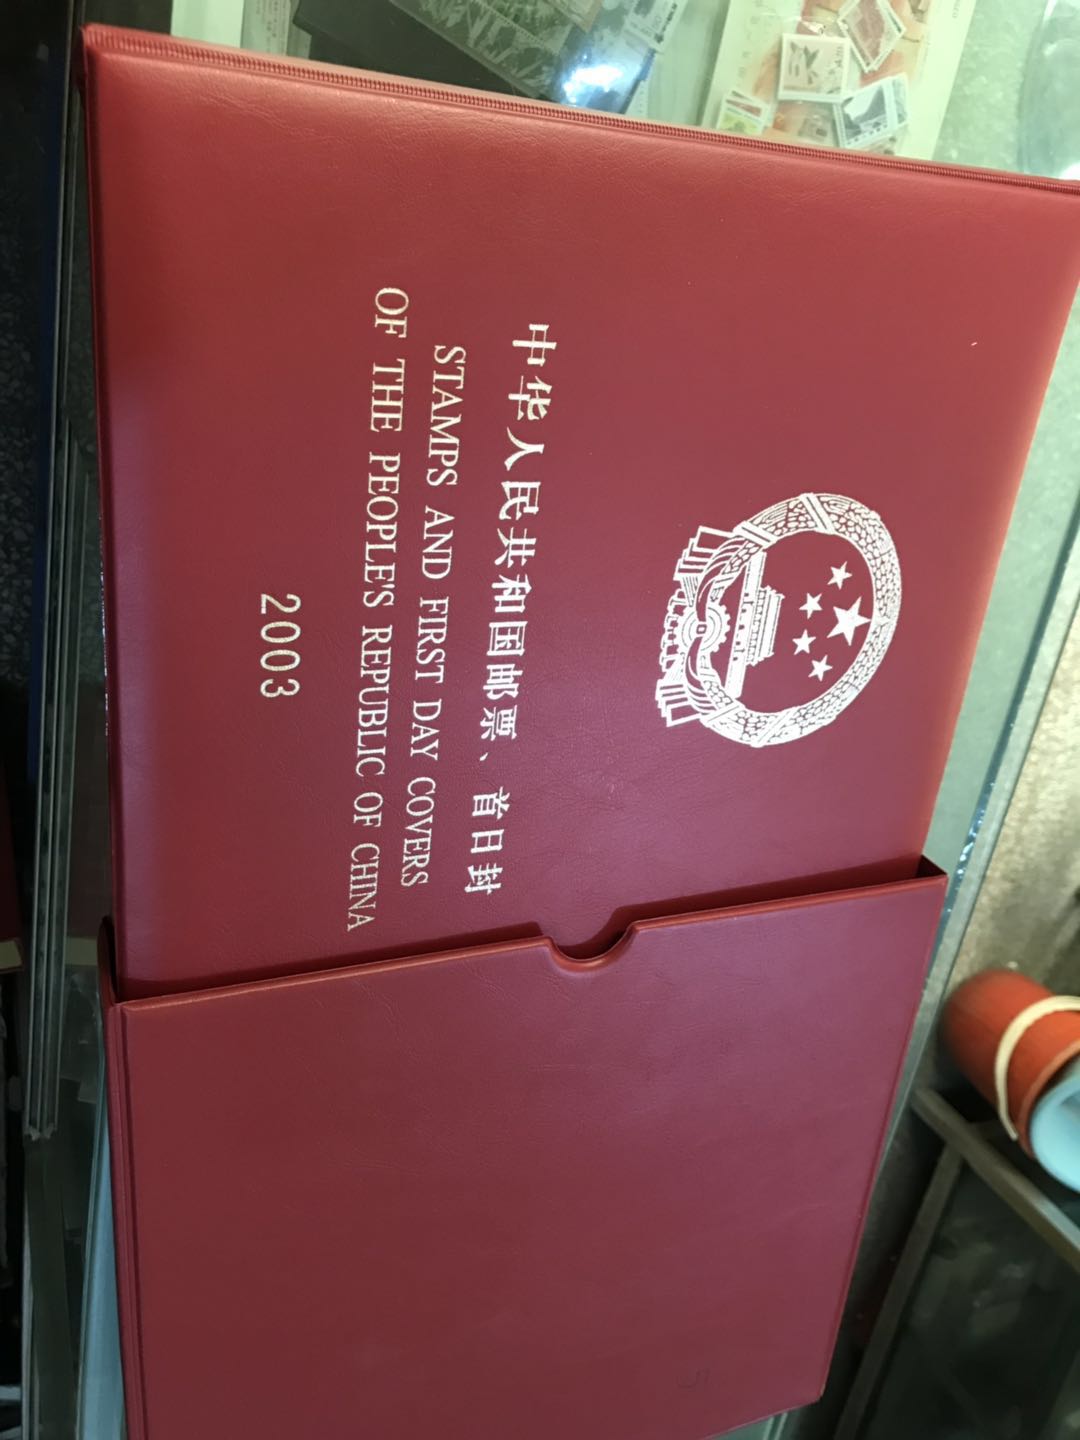 中华人民共和国邮票、首日封
STAMPS AND FIRST DAY COVERS
OF THE PEOPLE'S REPUBLIC OF CHINA
2003